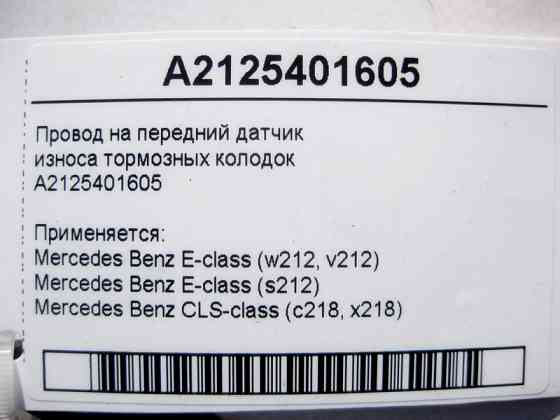 A2125401605
Провод на передний датчик
износа тормозных колодок
A2125401605
Применяется:
Mercedes Benz E-class (w212, v212)
Mercedes Benz E-class (s212)
Mercedes Benz CLS-class (c218, x218)